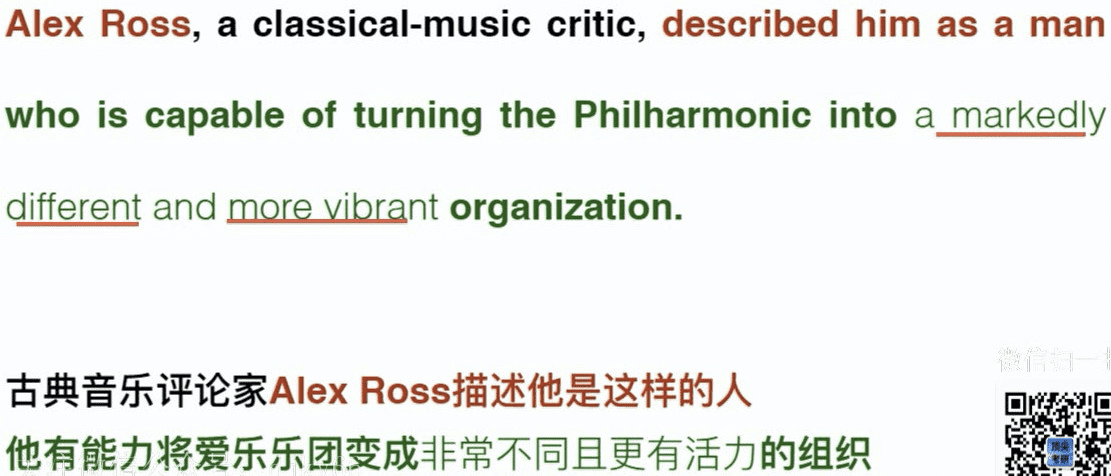 Alex Ross, a classical-music critic, described him as a man
who is capable of turning the Philharmonic into a markedly
different and more vibrant organization.
微信扫一
古典音乐评论家Alex Ross描述他是这样的人
他有能力将爱乐乐团变成非常不同且更有活力的组织